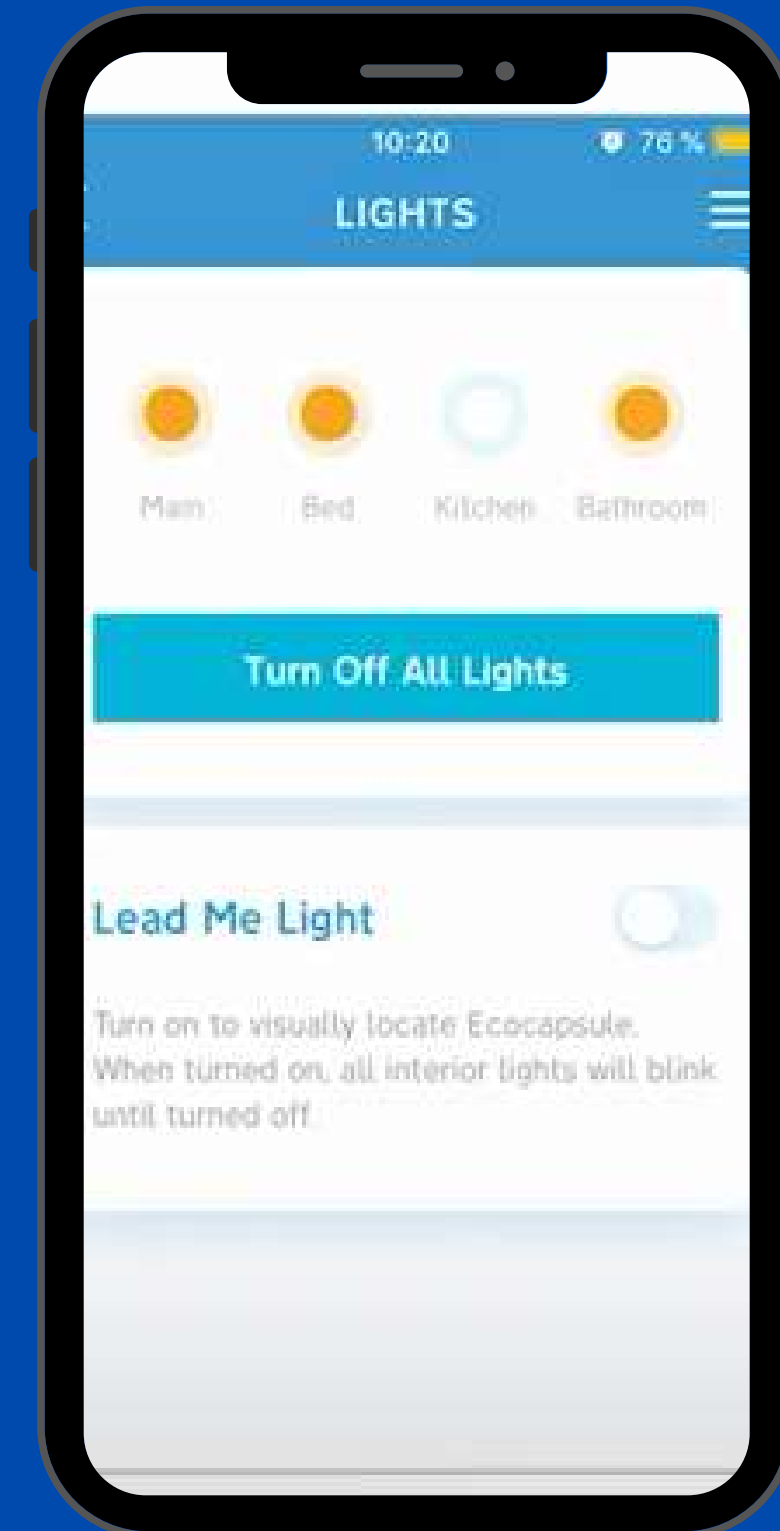 10:20 76 %
LIGHTS
Main Bed Kitchen Bathroom
Turn Off All Lights
Lead Me Light
Turn on to visually locate Ecocapsule.
When turned on, all interior lights will blink
until turned off